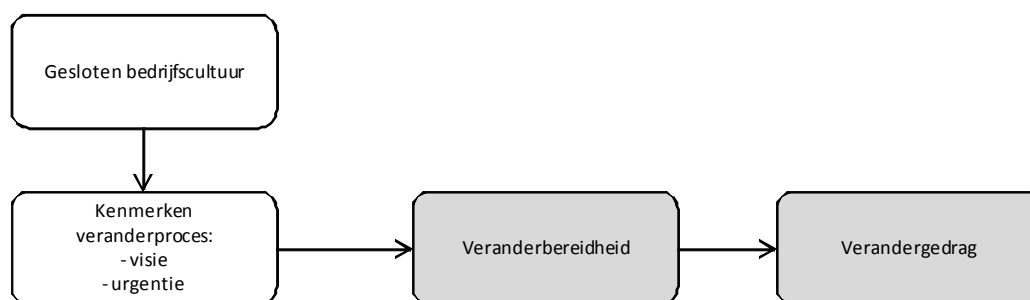 Gesloten bedrijfscultuur
Kenmerken
veranderproces:
- visie
- urgentie
Veranderbereidheid
Verandergedrag